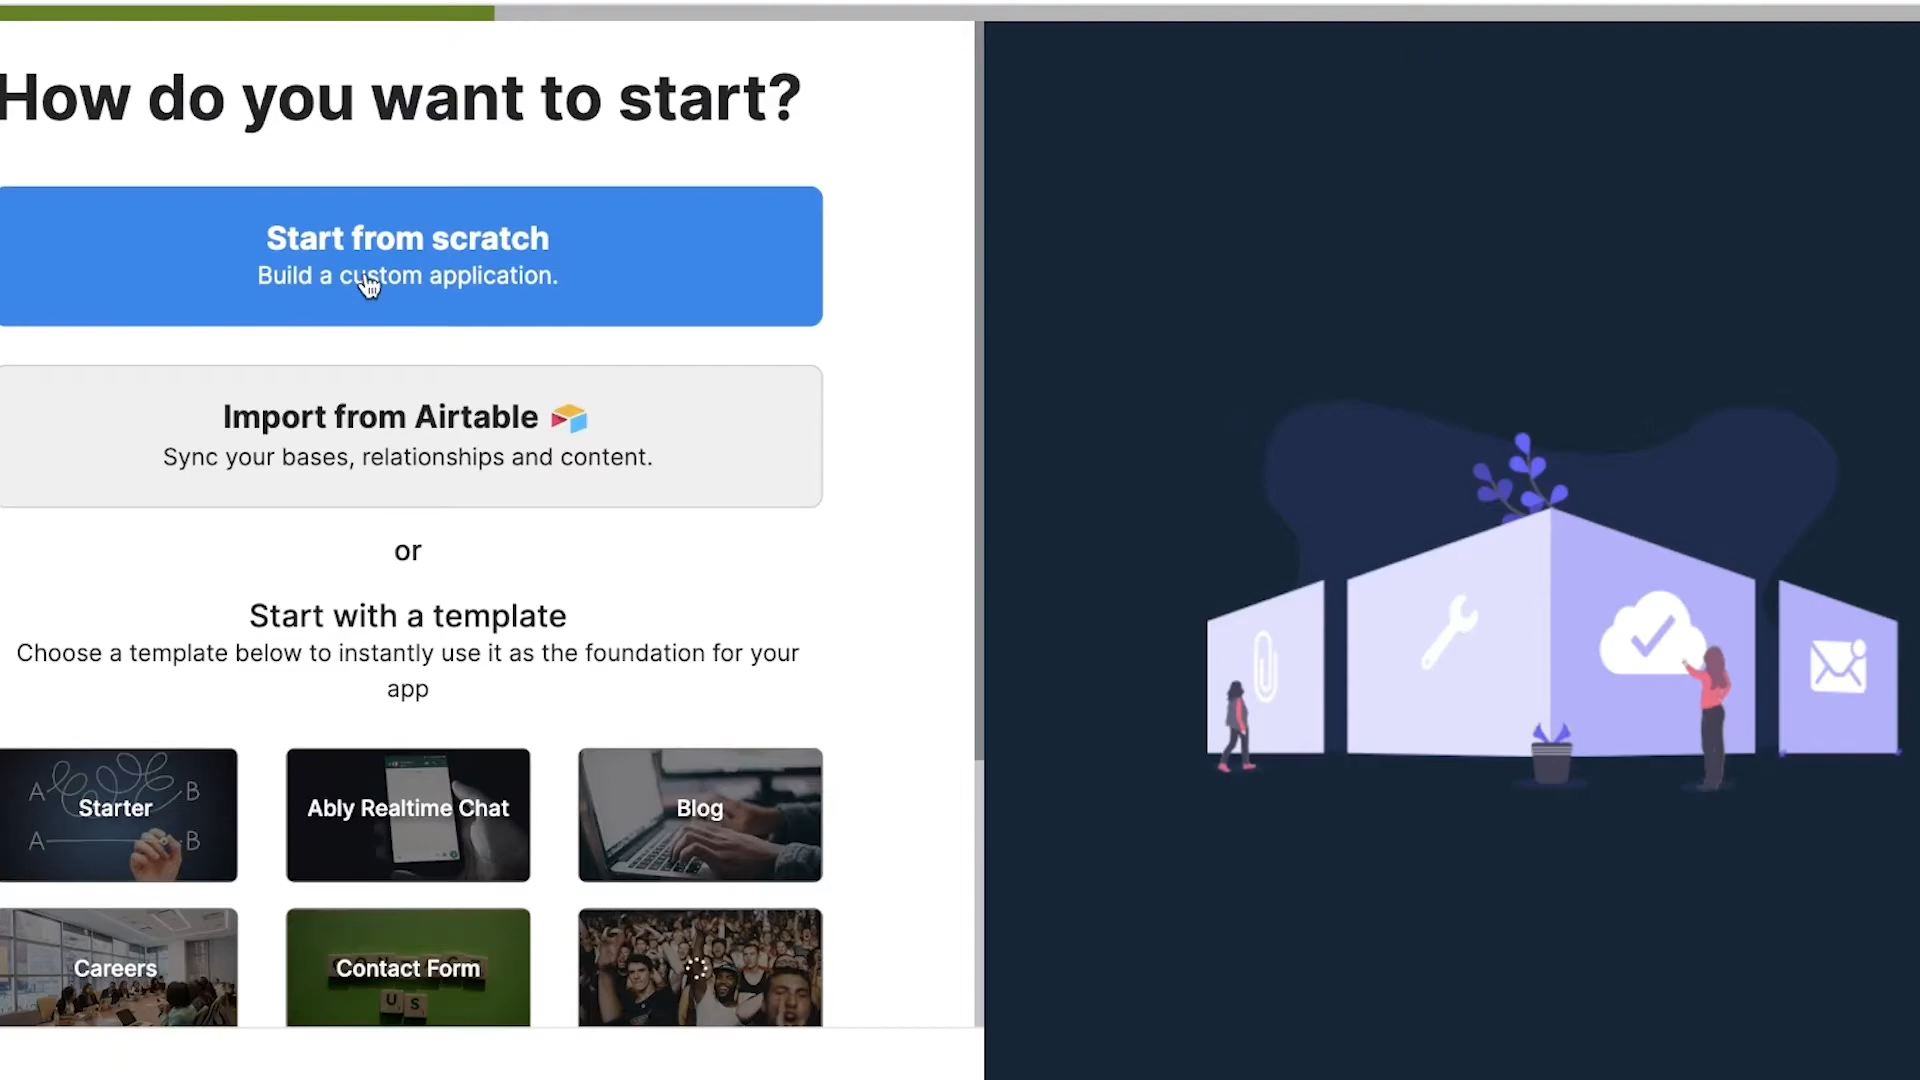 How do you want to start?
Start from scratch
Build a custom application.
Import from Airtable
Sync your bases, relationships and content.
or
Start with a template
Choose a template below to instantly use it as the foundation for your
app
Starter
Ably Realtime Chat
Blog
A B
A B
Careers
Contact Form
U S